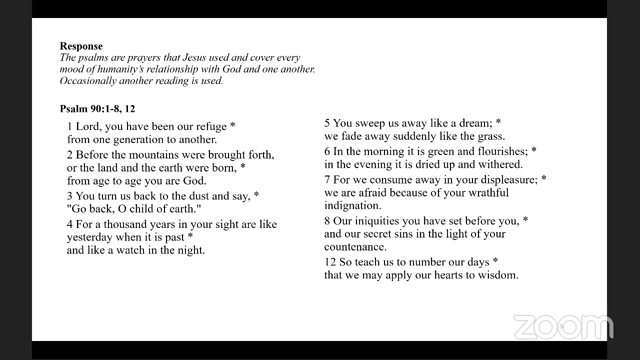 Response
The psalms are prayers that Jesus used and cover every
mood of humanity's relationship with God and one another.
Occasionally another reading is used.
Psalm 90:1-8, 12
1 Lord, you have been our refuge *
from one generation to another.
2 Before the mountains were brought forth,
or the land and the earth were born, *
from age to age you are God.
3 You turn us back to the dust and say, *
"Go back, O child of earth."
4 For a thousand years in your sight are like
yesterday when it is past *
and like a watch in the night.
5 You sweep us away like a dream; *
we fade away suddenly like the grass.
6 In the morning it is green and flourishes; *
in the evening it is dried up and withered.
7 For we consume away in your displeasure; *
we are afraid because of your wrathful
indignation.
8 Our iniquities you have set before you, *
and our secret sins in the light of your
countenance.
12 So teach us to number our days *
that we may apply our hearts to wisdom.
zoom